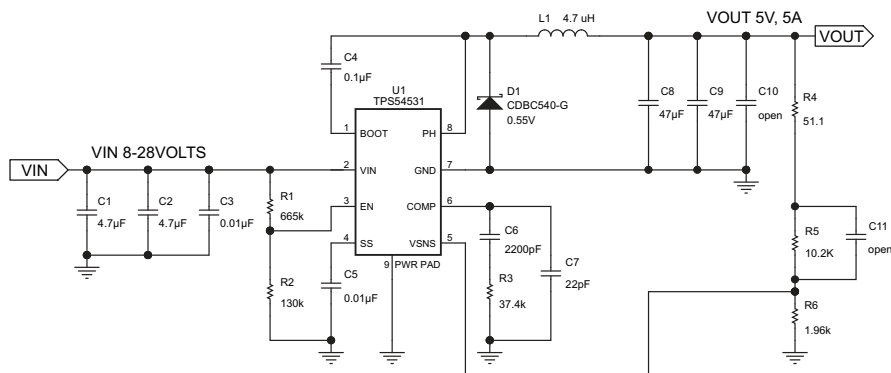 L1 4.7 uH
VOUT 5V, 5A
VOUT
C4
0.1µF
U1
TPS54531
D1
CDBC540-G
0.55V
C8
47µF
C9
47µF
C10
open
R4
51.1
1 BOOT
PH 8
VIN 8-28VOLTS
VIN
2 VIN
GND 7
C1
4.7µF
C2
4.7µF
C3
0.01µF
R1
665k
3 EN
COMP 6
4 SS
VSNS 5
9 PWR PAD
C6
2200pF
C7
22pF
R3
37.4k
R5
10.2K
C11
open
R2
130k
C5
0.01µF
R6
1.96k